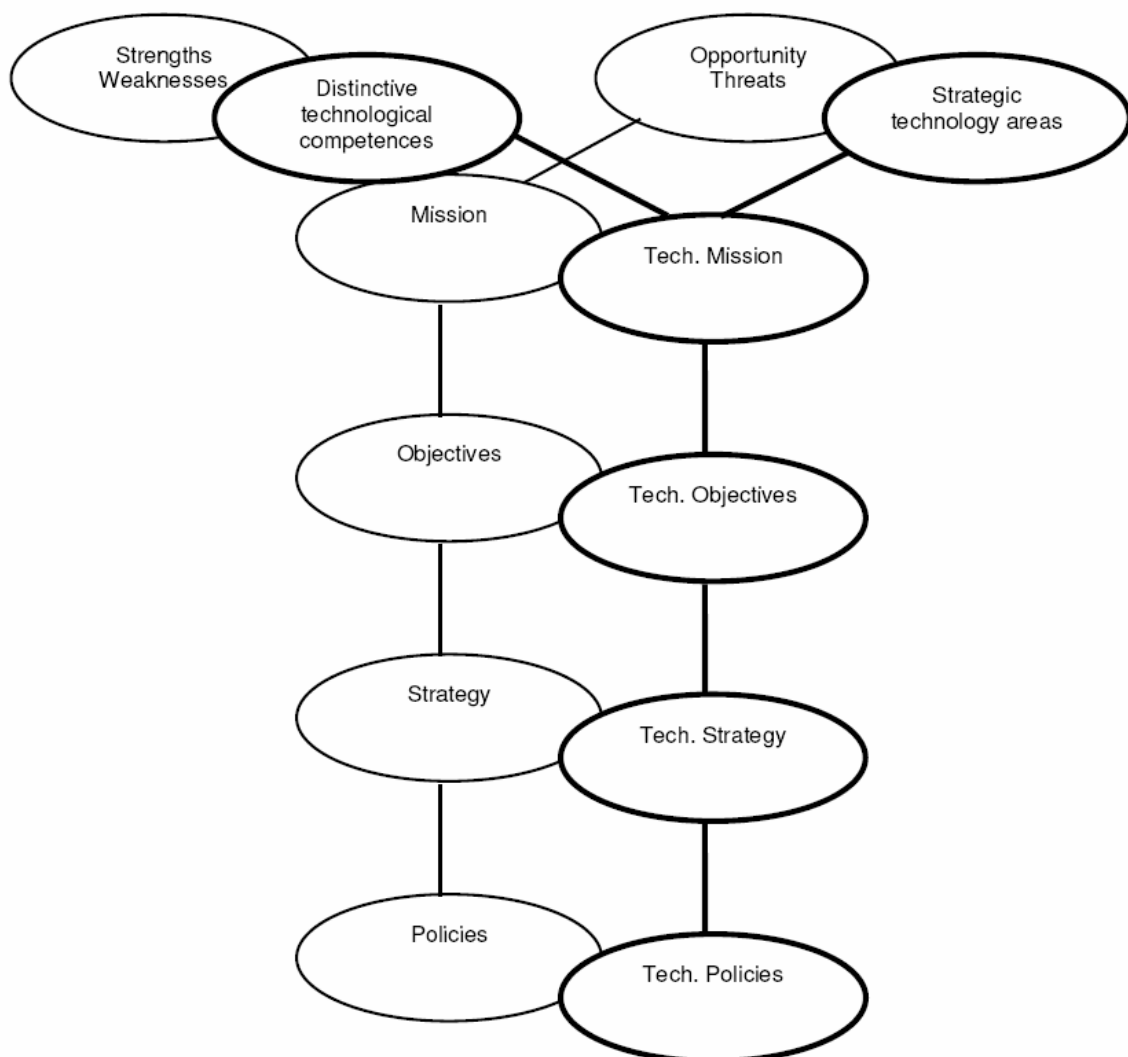 Strengths
Weaknesses
Distinctive
technological
competences
Opportunity
Threats
Strategic
technology areas
Mission
Tech. Mission
Objectives
Tech. Objectives
Strategy
Tech. Strategy
Policies
Tech. Policies